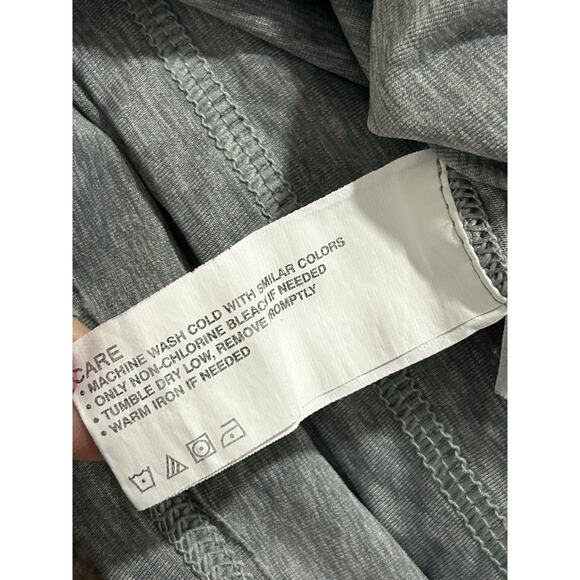 CARE
• MACHINE WASH COLD WITH SIMILAR COLORS
• ONLY NON-CHLORINE BLEACH IF NEEDED
• TUMBLE DRY LOW, REMOVE PROMPTLY
• WARM IRON IF NEEDED